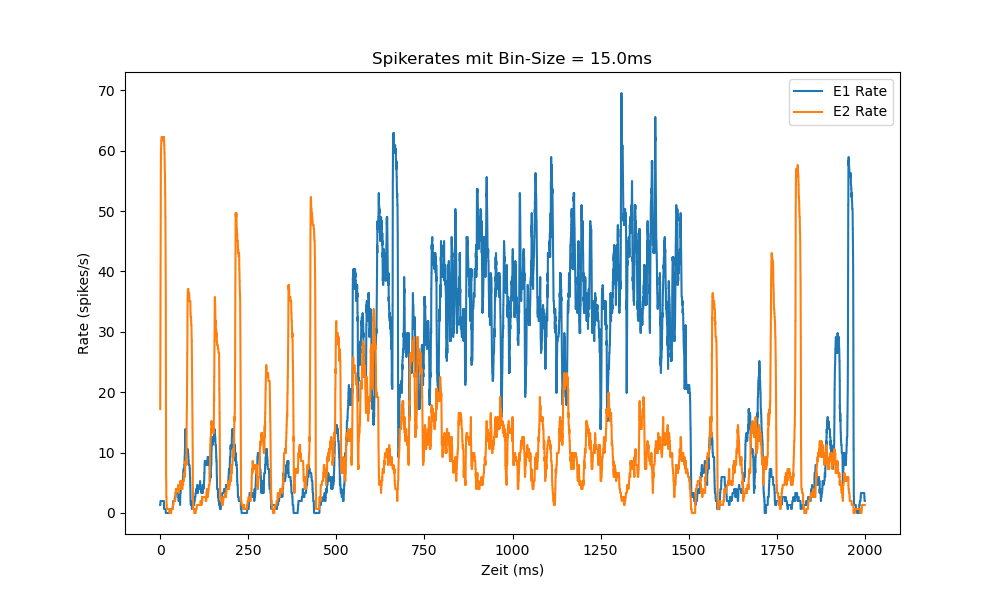 Spikerates mit Bin-Size = 15.0ms
E1 Rate
E2 Rate
70
60
50
40
30
20
10
0
Rate (spikes/s)
0 250 500 750 1000 1250 1500 1750 2000
Zeit (ms)